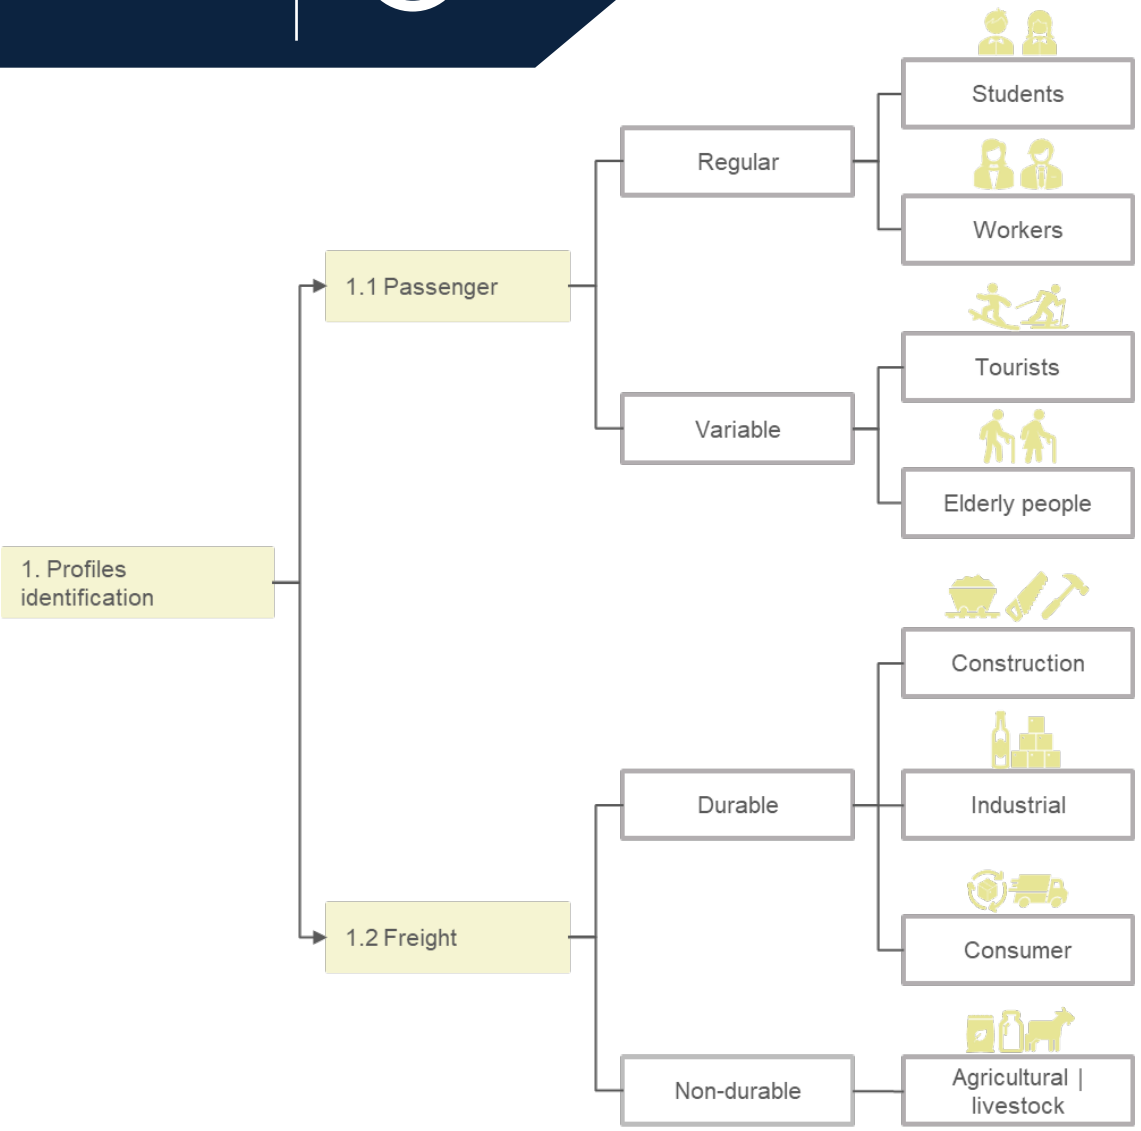 Students
Regular
Workers
1.1 Passenger
Tourists
Variable
Elderly people
1. Profiles
identification
Construction
Durable
Industrial
1.2 Freight
Consumer
Non-durable
Agricultural |
livestock